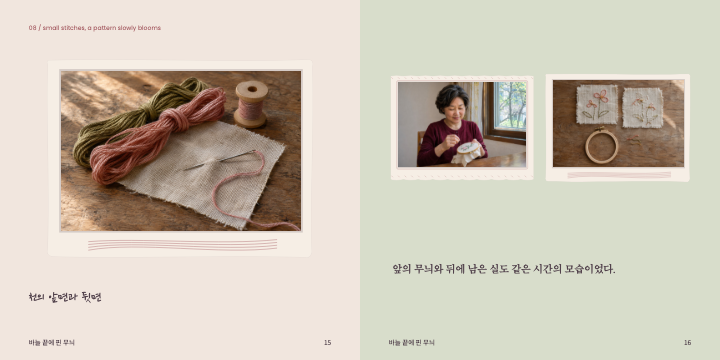 08 / small stitches, a pattern slowly blooms
천의 앞면과 뒷면
바늘 끝에 핀 무늬
15
앞의 무늬와 뒤에 남은 실도 같은 시간의 모습이었다.
바늘 끝에 핀 무늬
16